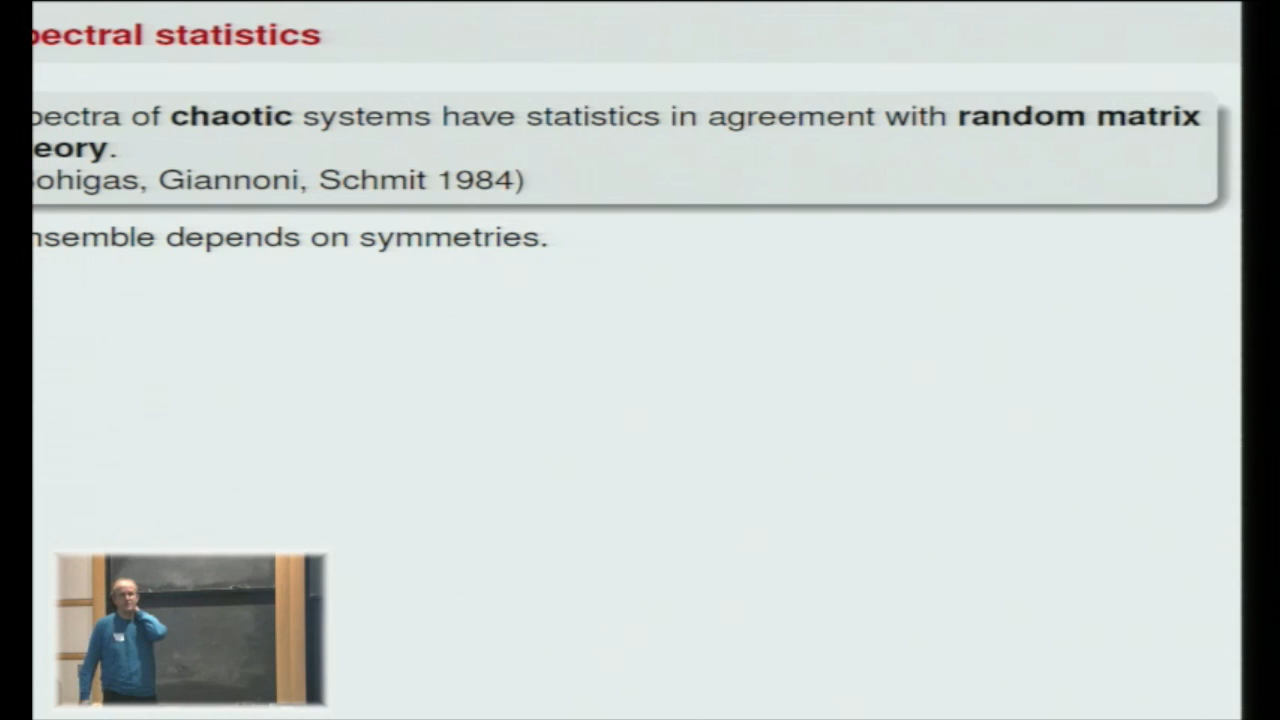 pectral statistics
pectra of chaotic systems have statistics in agreement with random matrix
eory.
ohigas, Giannoni, Schmit 1984)
nsemble depends on symmetries.